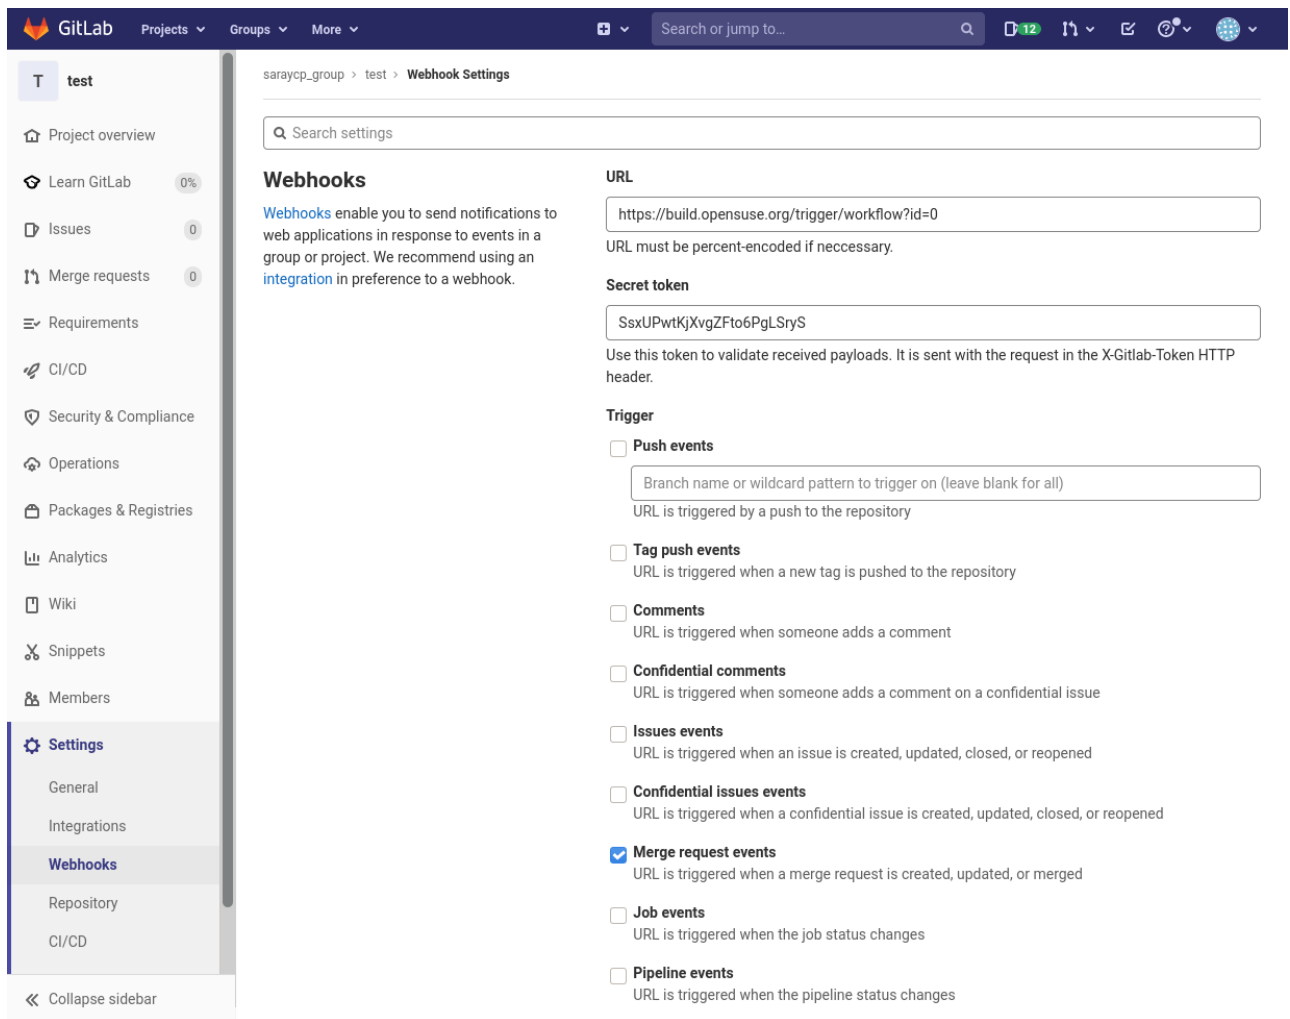 GitLab Projects Groups More Search or jump to... 12
T test
Project overview
Learn GitLab 0%
Issues 0
Merge requests 0
Requirements
CI/CD
Security & Compliance
Operations
Packages & Registries
Analytics
Wiki
Snippets
Members
Settings
General
Integrations
Webhooks
Repository
CI/CD
Collapse sidebar
saraycp_group > test > Webhook Settings
Search settings
Webhooks
Webhooks enable you to send notifications to
web applications in response to events in a
group or project. We recommend using an
integration in preference to a webhook.
URL
https://build.opensuse.org/trigger/workflow?id=0
URL must be percent-encoded if neccessary.
Secret token
SsxUPwtKjXvgZFto6PgLSryS
Use this token to validate received payloads. It is sent with the request in the X-Gitlab-Token HTTP
header.
Trigger
Push events
Branch name or wildcard pattern to trigger on (leave blank for all)
URL is triggered by a push to the repository
Tag push events
URL is triggered when a new tag is pushed to the repository
Comments
URL is triggered when someone adds a comment
Confidential comments
URL is triggered when someone adds a comment on a confidential issue
Issues events
URL is triggered when an issue is created, updated, closed, or reopened
Confidential issues events
URL is triggered when a confidential issue is created, updated, closed, or reopened
Merge request events
URL is triggered when a merge request is created, updated, or merged
Job events
URL is triggered when the job status changes
Pipeline events
URL is triggered when the pipeline status changes